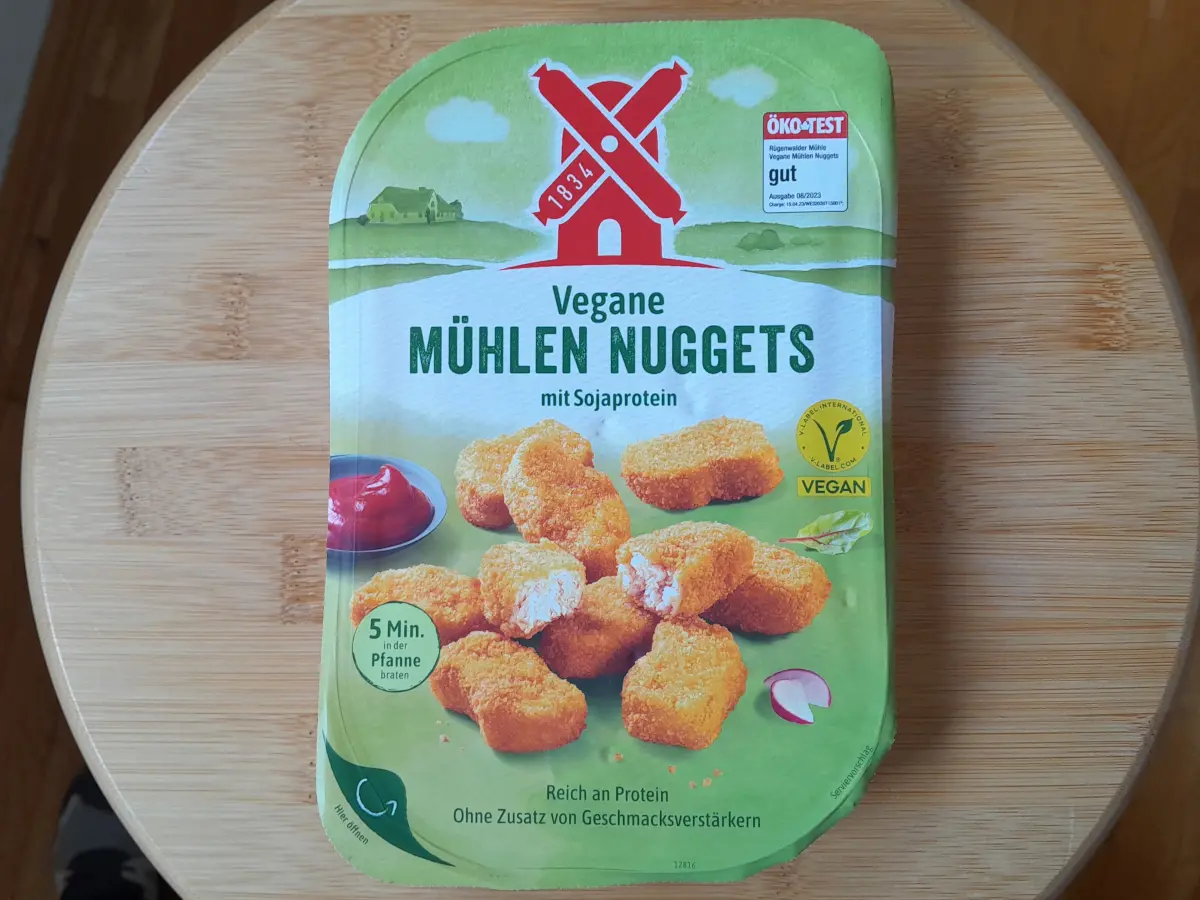 1834
ÖKO TEST
Rügenwalder Mühle
Vegane Mühlen Nuggets
gut
Ausgabe 08/2023
Vegane
MÜHLEN NUGGETS
mit Sojaprotein
V-LABEL INTERNATIONAL
V-LABEL.COM
VEGAN
5 Min.
in der
Pfanne
braten
Reich an Protein
Ohne Zusatz von Geschmacksverstärkern
Hier öffnen
Serviervorschlag
12816